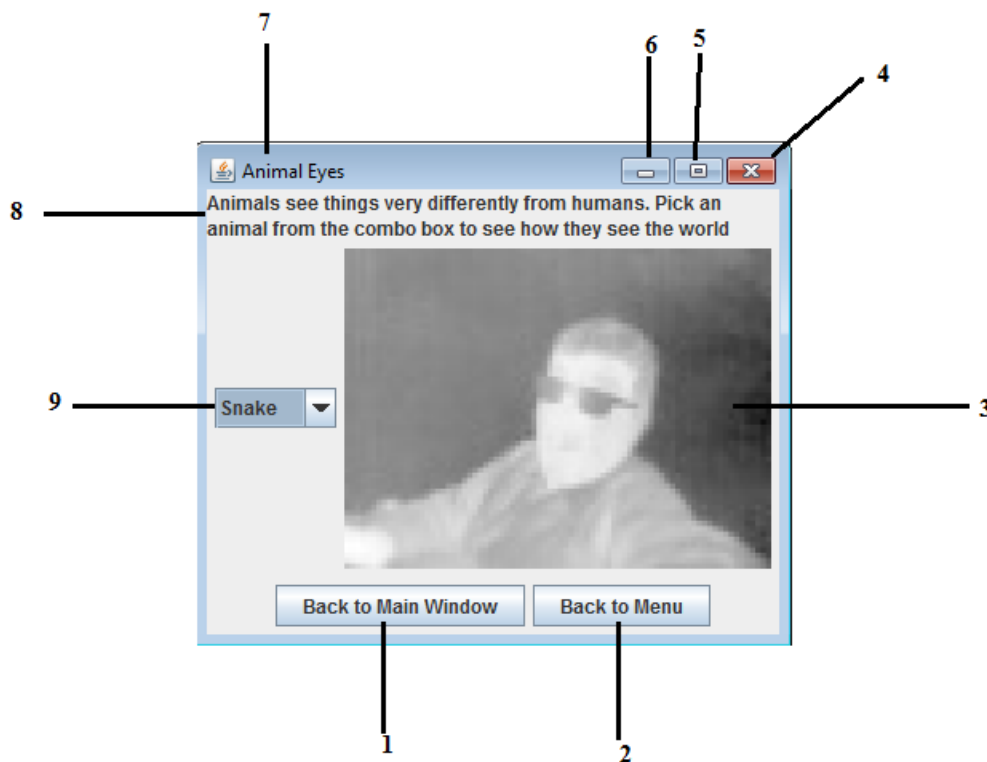 7
6
5
4
Animal Eyes
8
Animals see things very differently from humans. Pick an
animal from the combo box to see how they see the world
9
Snake
3
Back to Main Window
Back to Menu
1
2